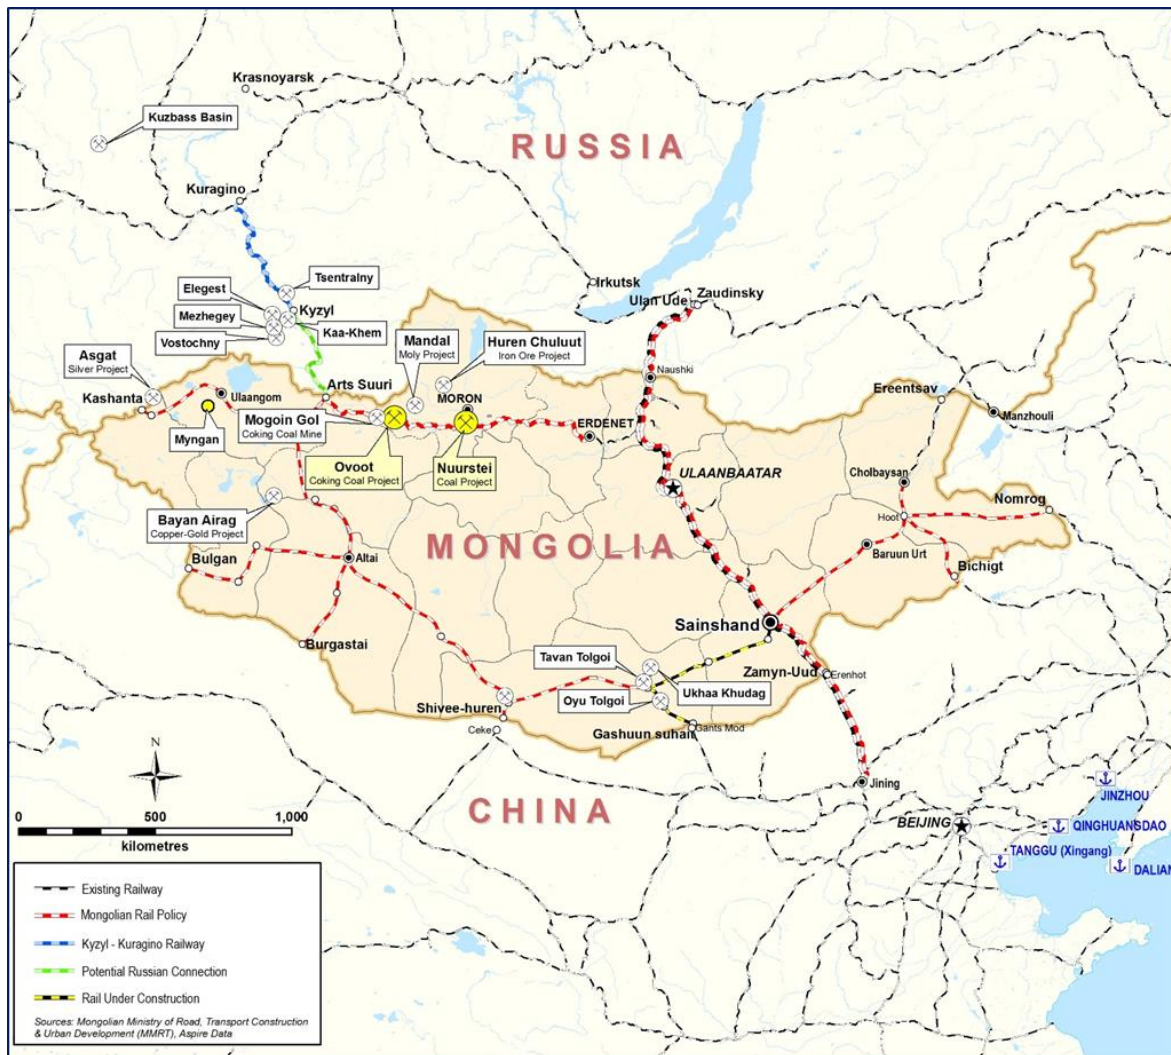 Krasnoyarsk
Kuzbass Basin
RUSSIA
Kuragino
Tsentralny
Irkutsk
Elegest
Ulan Ude
Zaudinsky
Kyzyl
Mezhegey
Kaa-Khem
Vostochny
Mandal
Moly Project
Huren Chuluut
Iron Ore Project
Asgat
Silver Project
Naushki
Kashanta
Ulaangom
Arts Suuri
MORON
Ereentsav
Manzhouli
Myngan
Mogoin Gol
Coking Coal Mine
ERDENET
Ovoot
Coking Coal Project
Nuurstei
Coal Project
ULAANBAATAR
Cholbaysan
Nomrog
Bayan Airag
Copper-Gold Project
Hoot
MONGOLIA
Baruun Urt
Bulgan
Altai
Bichigt
Sainshand
Burgastai
Tavan Tolgoi
Zamyn-Uud
Erenhot
Ukhaa Khudag
Oyu Tolgoi
Shivee-huren
Ceke
Gashuun suhait
Gants Mod
N
CHINA
Jining
JINZHOU
0 500 1,000
kilometres
BEIJING
QINGHUANGDAO
TANGGU (Xingang)
DALIAN
Existing Railway
Mongolian Rail Policy
Kyzyl - Kuragino Railway
Potential Russian Connection
Rail Under Construction
Sources: Mongolian Ministry of Road, Transport Construction
& Urban Development (MMRT), Aspire Data